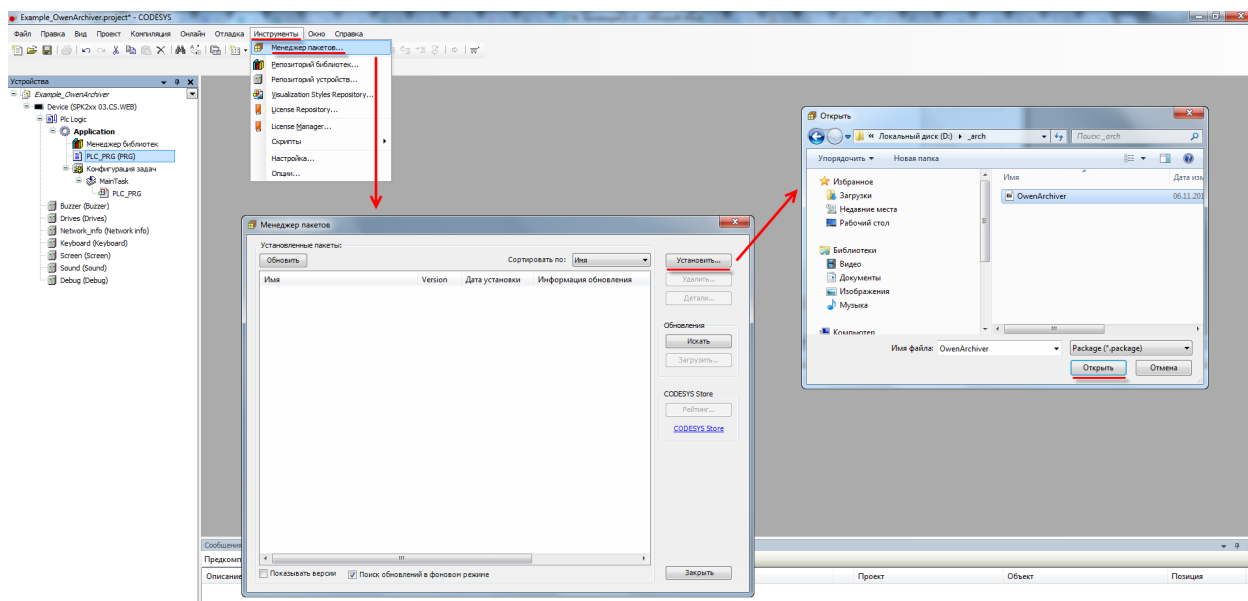 Example_OwenArchiver.project* - CODESYS
Файл Правка Вид Проект Компиляция Онлайн Отладка Инструменты Окно Справка
Менеджер пакетов...
Репозиторий библиотек...
Репозиторий устройств...
Visualization Styles Repository...
License Repository...
License Manager...
Скрипты
Настройка...
Опции...
Устройства
Example_OwenArchiver
Device (SPK2xx 03.CS.WEB)
Plc Logic
Application
Менеджер библиотек
PLC_PRG (PRG)
Конфигурация задач
MainTask
PLC_PRG
Buzzer (Buzzer)
Drives (Drives)
Network_info (Network info)
Keyboard (Keyboard)
Screen (Screen)
Sound (Sound)
Debug (Debug)
Менеджер пакетов
Установленные пакеты:
Обновить
Сортировать по: Имя
Имя Version Дата установки Информация обновления
Установить...
Удалить...
Детали...
Обновления
Искать
Загрузить...
CODESYS Store
Рейтинг...
CODESYS Store
Показывать версии Поиск обновлений в фоновом режиме
Закрыть
Открыть
« Локальный диск (D:) _arch
Поиск: _arch
Упорядочить Новая папка
Избранное
Загрузки
Недавние места
Рабочий стол
Библиотеки
Видео
Документы
Изображения
Музыка
Компьютер
Имя Дата изм
OwenArchiver 06.11.201
Имя файла: OwenArchiver
Package (*.package)
Открыть Отмена
Сообщения
Предкомп
Описание Проект Объект Позиция